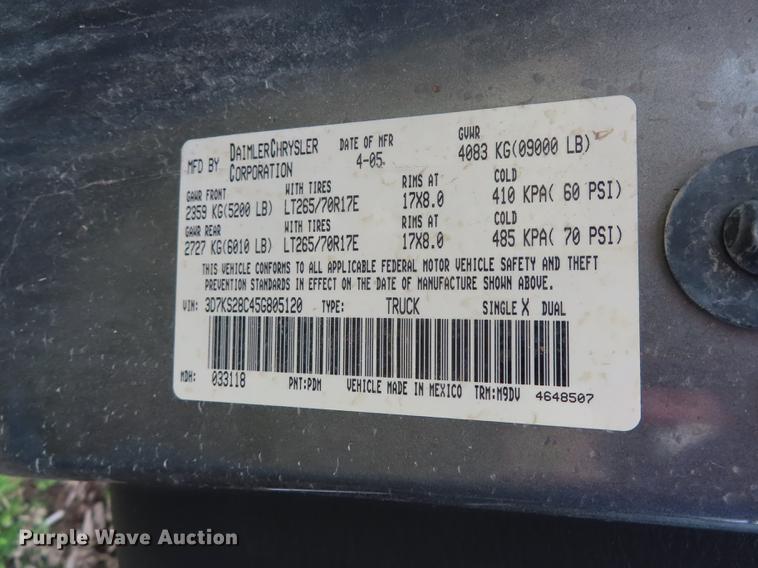 MFD BY DAIMLERCHRYSLER CORPORATION DATE OF MFR 4-05 GVWR 4083 KG(09000 LB)
GAWR FRONT WITH TIRES RIMS AT COLD
2359 KG(5200 LB) LT265/70R17E 17X8.0 410 KPA( 60 PSI)
GAWR REAR WITH TIRES RIMS AT COLD
2727 KG(6010 LB) LT265/70R17E 17X8.0 485 KPA( 70 PSI)
THIS VEHICLE CONFORMS TO ALL APPLICABLE FEDERAL MOTOR VEHICLE SAFETY AND THEFT
PREVENTION STANDARDS IN EFFECT ON THE DATE OF MANUFACTURE SHOWN ABOVE.
VIN: 3D7KS28C45G805120 TYPE: TRUCK SINGLE X DUAL
MDH: 033118 PNT:PDM VEHICLE MADE IN MEXICO TRM:M9DV 4648507
Purple Wave Auction